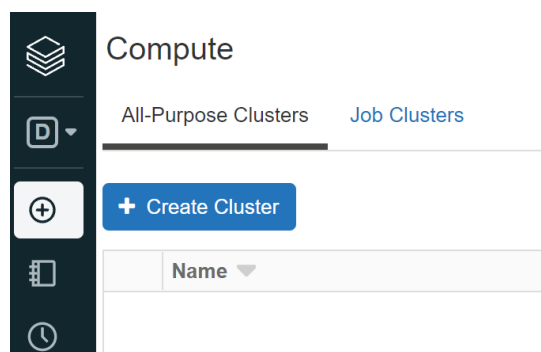 Compute
D
All-Purpose Clusters Job Clusters
+ Create Cluster
Name